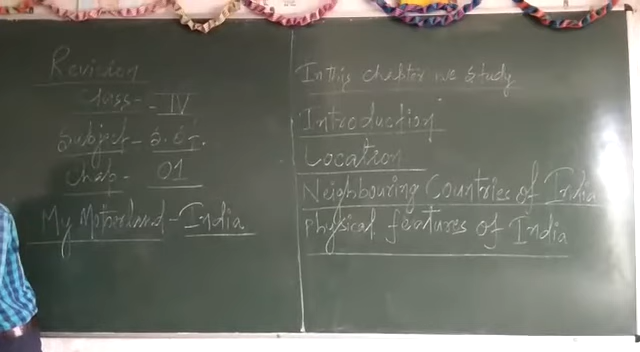 Revision
Class - IV
Subject - S.St.
Chap - 01
My Motherland - India
In this chapter we study
Introduction
Location
Neighbouring Countries of India
Physical features of India